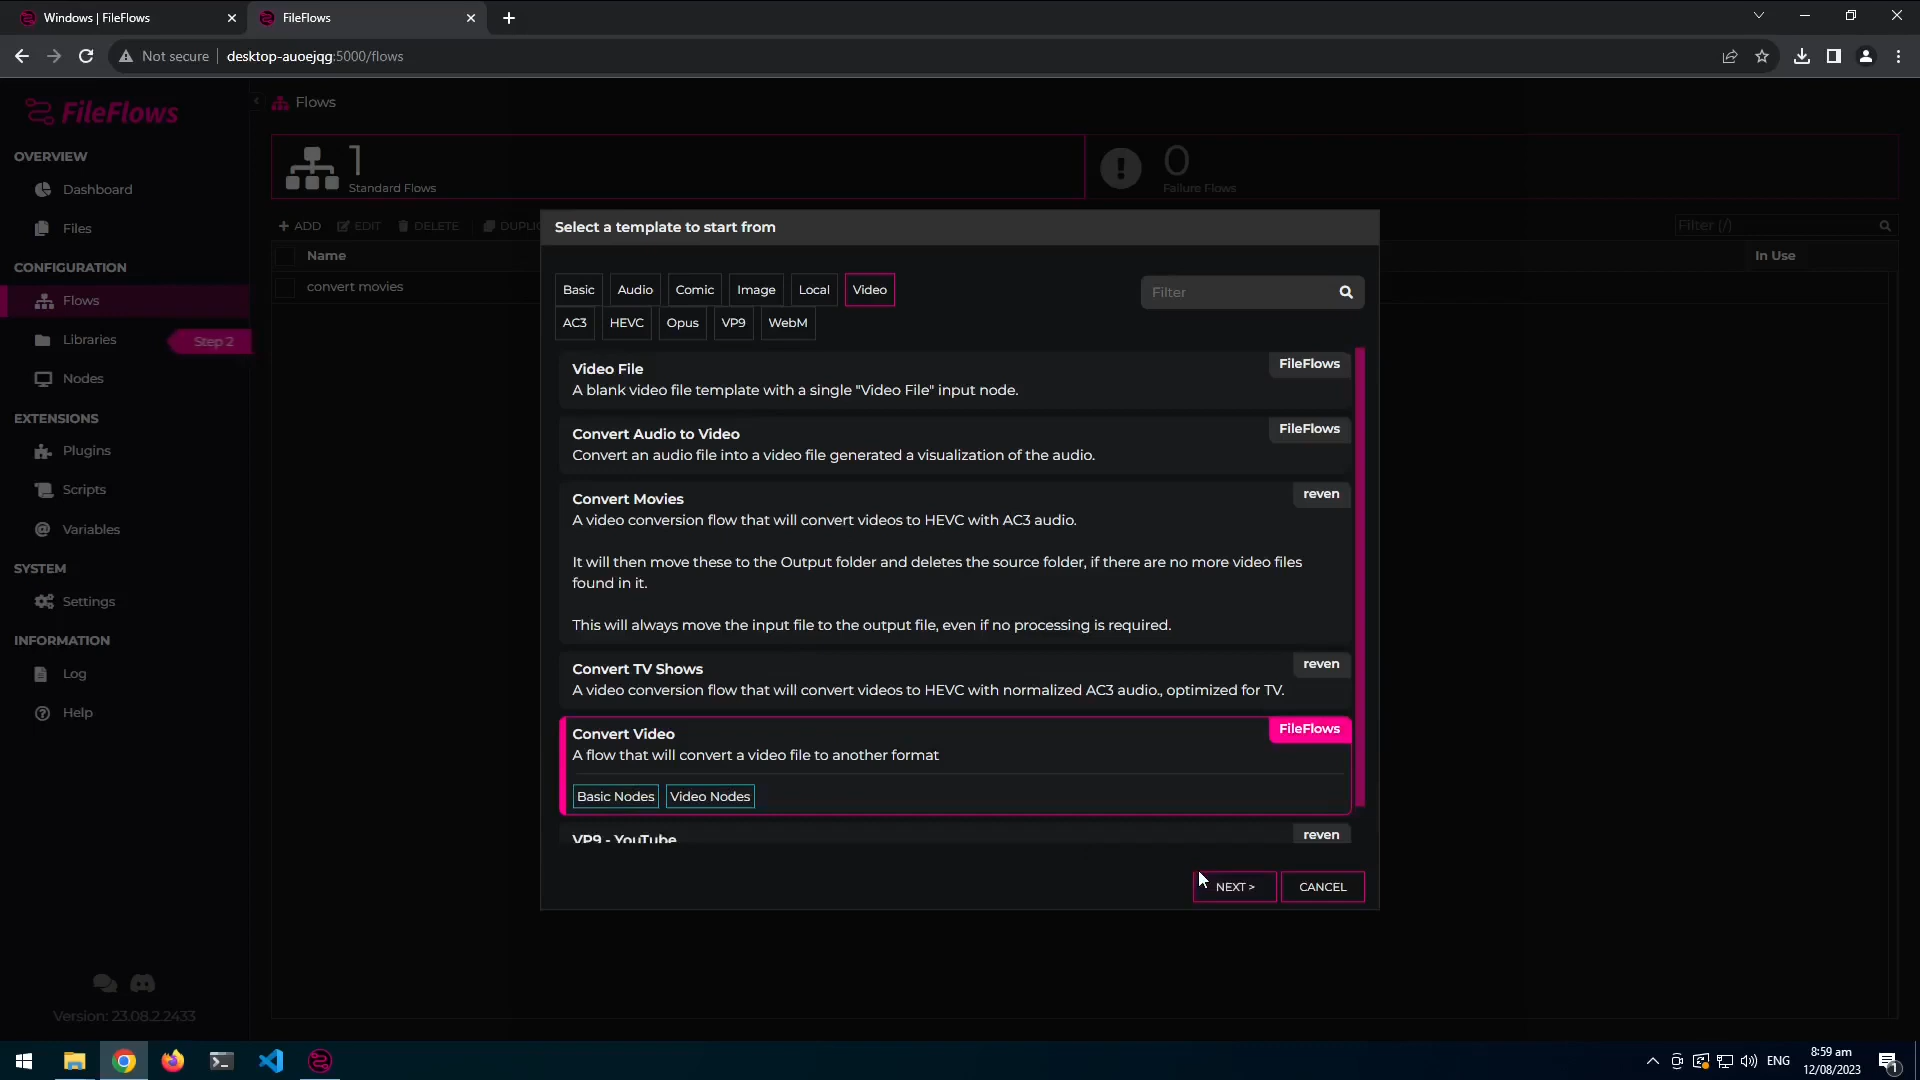 Windows | FileFlows
FileFlows
Not secure
desktop-auoejqg:5000/flows
FileFlows
Flows
OVERVIEW
1
Standard Flows
0
Failure Flows
Dashboard
Files
ADD
EDIT
DELETE
Filter (/)
Name
In Use
CONFIGURATION
convert movies
Flows
Libraries
Step 2
Nodes
EXTENSIONS
Plugins
Scripts
Variables
SYSTEM
Settings
INFORMATION
Log
Help
Version: 23.08.2.2433
Select a template to start from
Basic
Audio
Comic
Image
Local
Video
Filter
AC3
HEVC
Opus
VP9
WebM
Video File
FileFlows
A blank video file template with a single "Video File" input node.
Convert Audio to Video
FileFlows
Convert an audio file into a video file generated a visualization of the audio.
Convert Movies
reven
A video conversion flow that will convert videos to HEVC with AC3 audio.
It will then move these to the Output folder and deletes the source folder, if there are no more video files
found in it.
This will always move the input file to the output file, even if no processing is required.
Convert TV Shows
reven
A video conversion flow that will convert videos to HEVC with normalized AC3 audio., optimized for TV.
Convert Video
FileFlows
A flow that will convert a video file to another format
Basic Nodes
Video Nodes
VP9 - YouTube
reven
NEXT >
CANCEL
ENG
8:59 am
12/08/2023
1